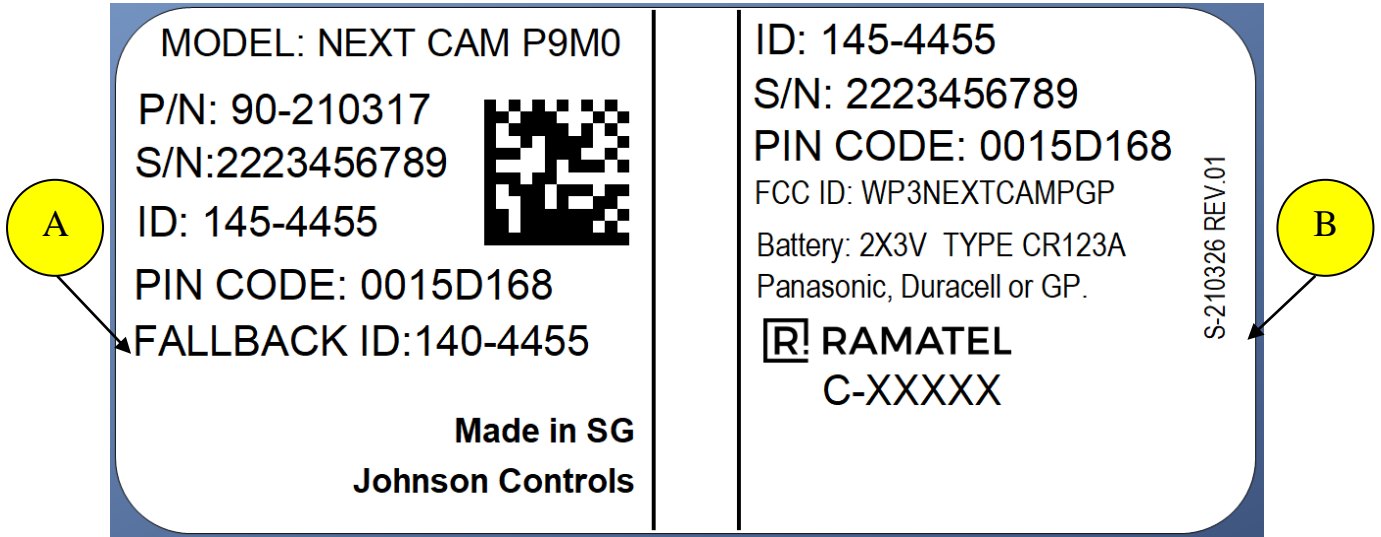 MODEL: NEXT CAM P9M0
P/N: 90-210317
S/N:2223456789
ID: 145-4455
PIN CODE: 0015D168
FALLBACK ID:140-4455
Made in SG
Johnson Controls
A
ID: 145-4455
S/N: 2223456789
PIN CODE: 0015D168
FCC ID: WP3NEXTCAMPGP
Battery: 2X3V TYPE CR123A
Panasonic, Duracell or GP.
R! RAMATEL
C-XXXXX
S-210326 REV.01
B